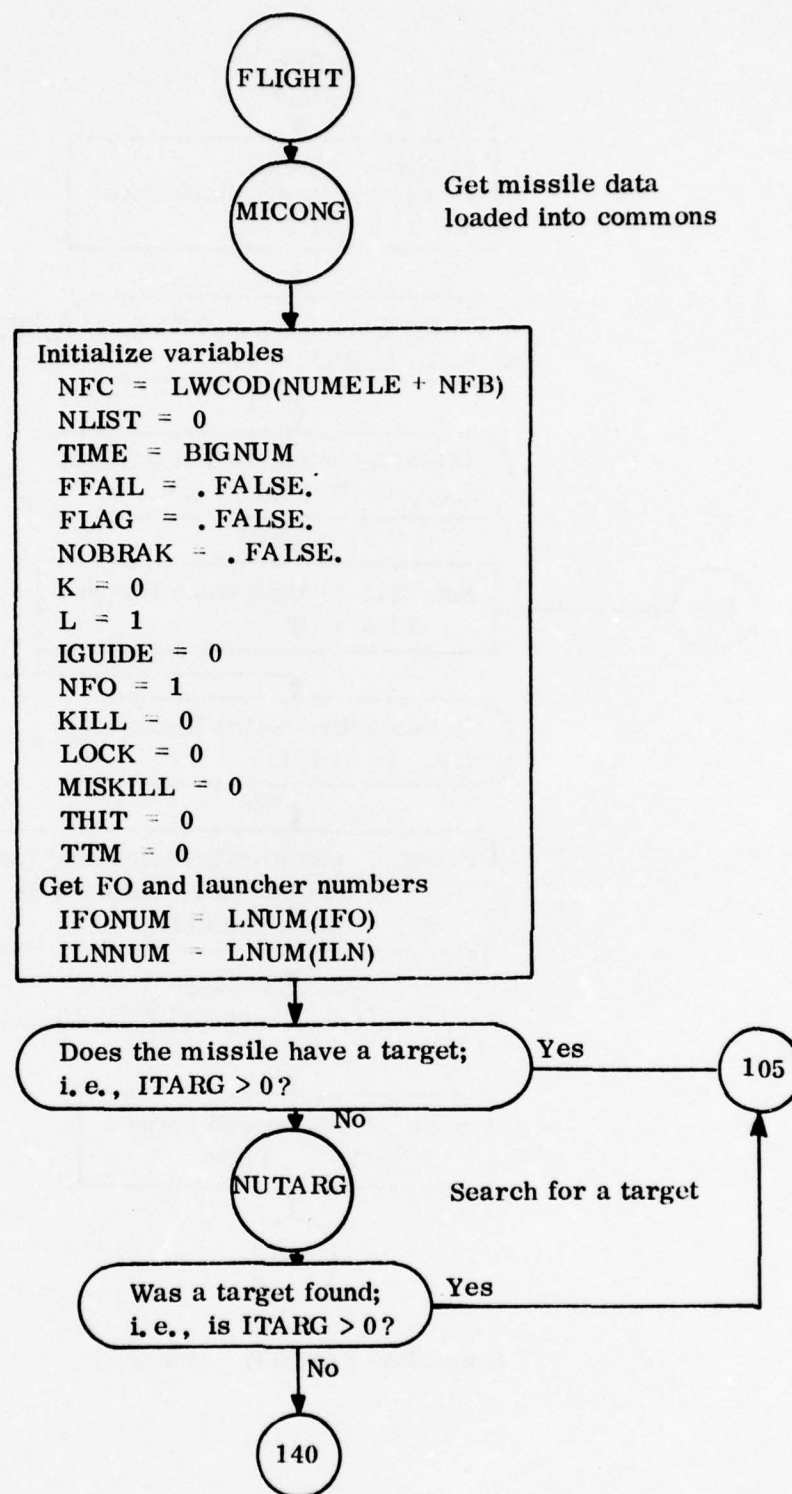 FLIGHT
MICONG
Get missile data
loaded into commons
Initialize variables
NFC = LWCOD(NUMELE + NFB)
NLIST = 0
TIME = BIGNUM
FFAIL = .FALSE.
FLAG = .FALSE.
NOBRAK = .FALSE.
K = 0
L = 1
IGUIDE = 0
NFO = 1
KILL = 0
LOCK = 0
MISKILL = 0
THIT = 0
TTM = 0
Get FO and launcher numbers
IFONUM = LNUM(IFO)
ILNNUM = LNUM(ILN)
Does the missile have a target;
i.e., ITARG > 0?
Yes
105
No
NUTARG
Search for a target
Was a target found;
i.e., is ITARG > 0?
Yes
No
140